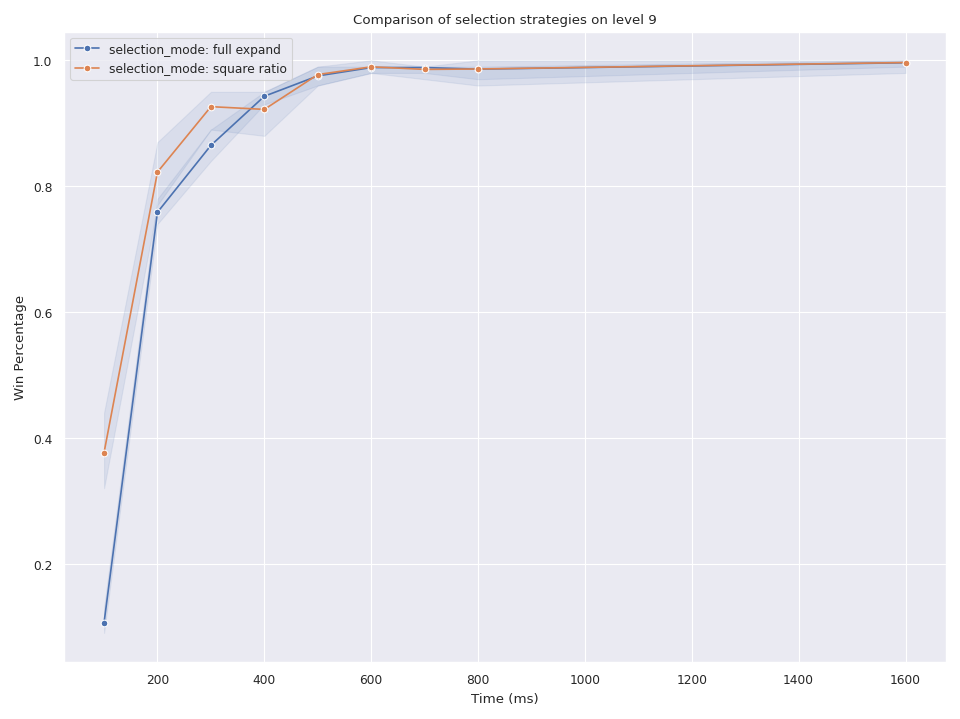 Comparison of selection strategies on level 9
selection_mode: full expand
selection_mode: square ratio
Win Percentage
1.0
0.8
0.6
0.4
0.2
200 400 600 800 1000 1200 1400 1600
Time (ms)